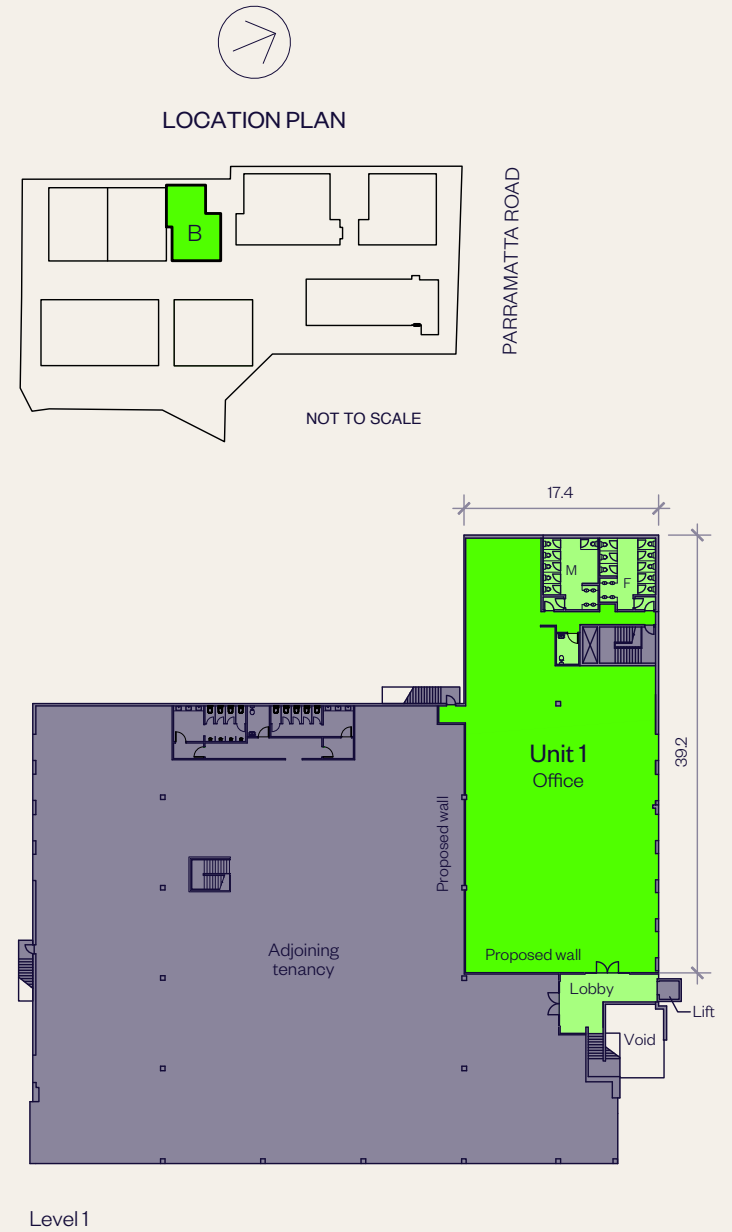 LOCATION PLAN
B
PARRAMATTA ROAD
NOT TO SCALE
17.4
M
F
39.2
Unit 1
Office
Proposed wall
Adjoining
tenancy
Proposed wall
Lobby
Lift
Void
Level 1